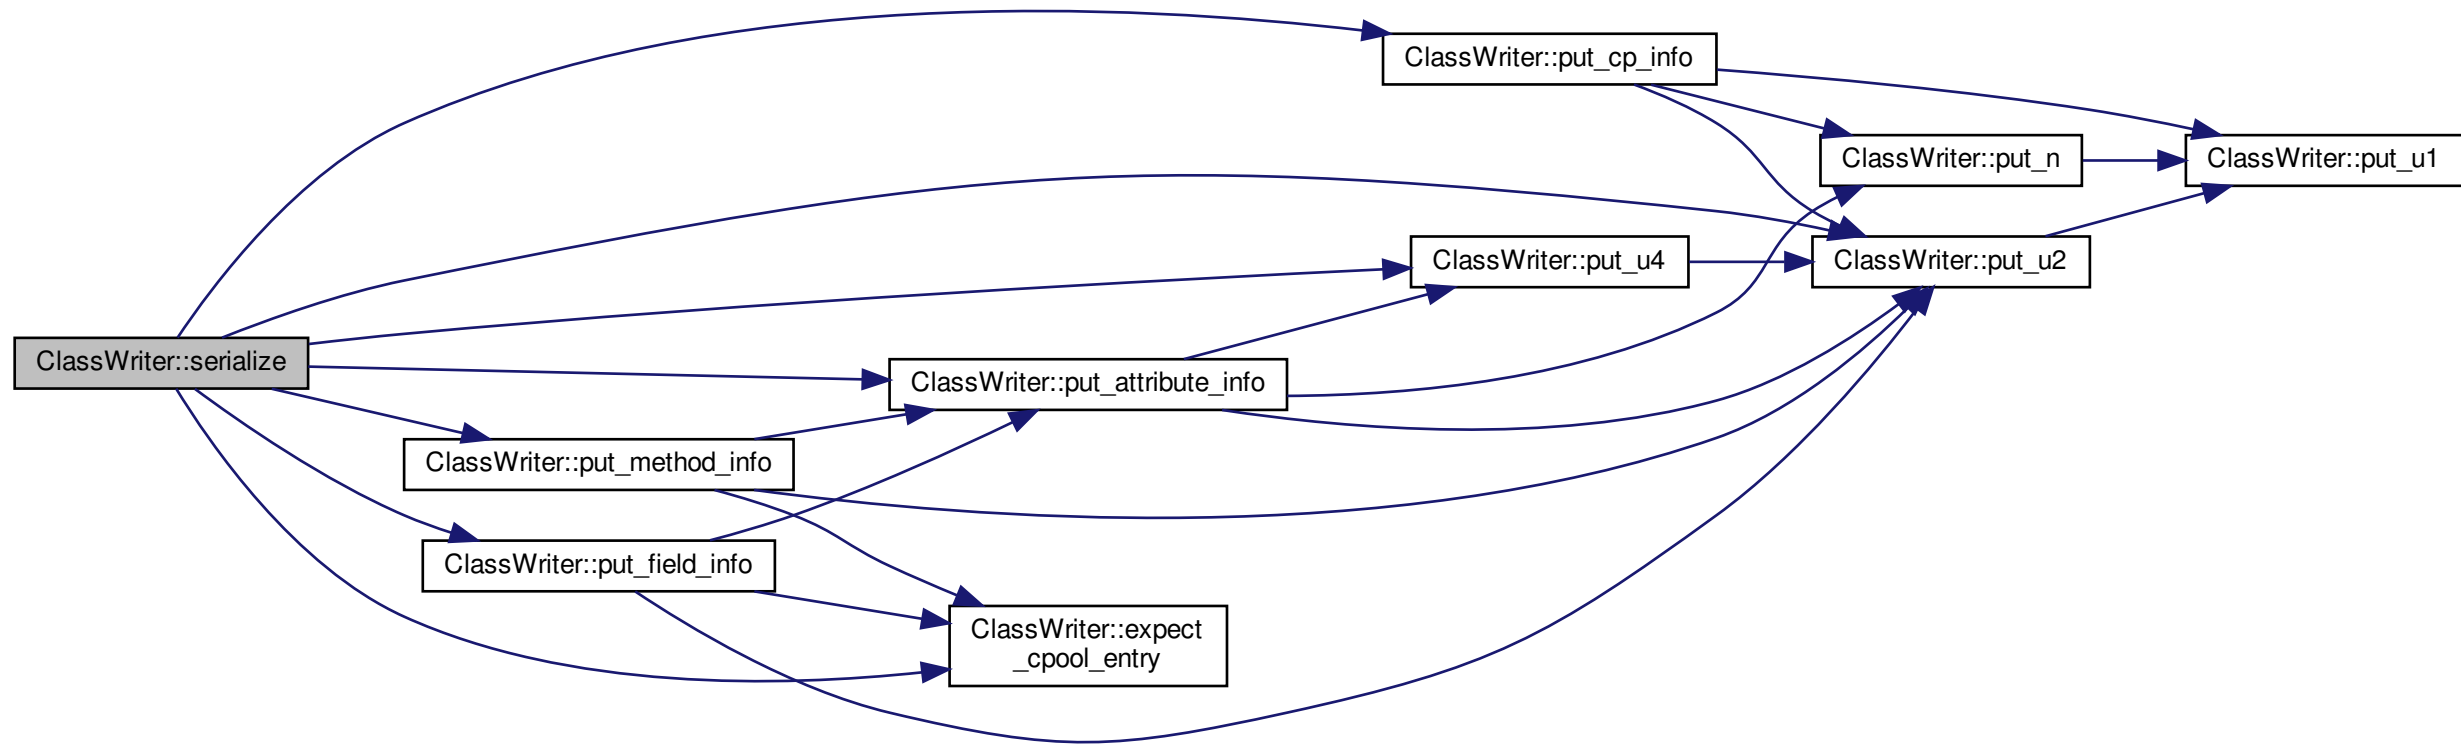 ClassWriter::put_cp_info
ClassWriter::put_n
ClassWriter::put_u1
ClassWriter::put_u4
ClassWriter::put_u2
ClassWriter::serialize
ClassWriter::put_attribute_info
ClassWriter::put_method_info
ClassWriter::put_field_info
ClassWriter::expect
_cpool_entry